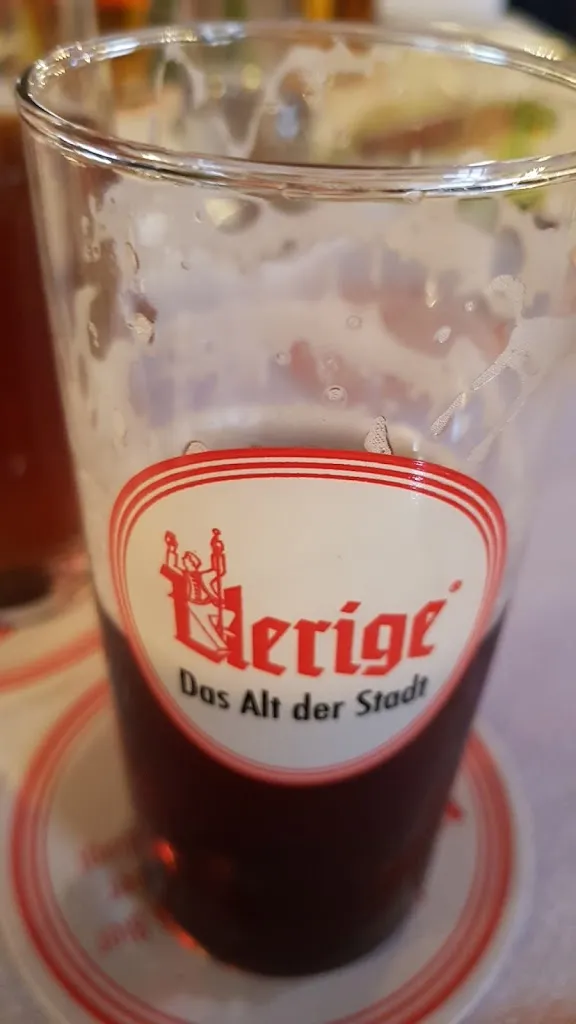 Uerige
Das Alt der Stadt